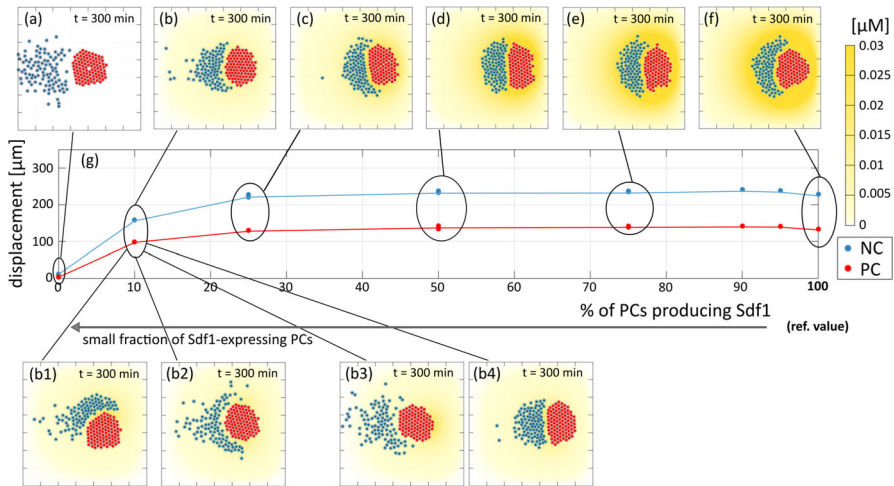 (a) t = 300 min
(b) t = 300 min
(c) t = 300 min
(d) t = 300 min
(e) t = 300 min
(f) t = 300 min
[µM]
0.03
0.025
0.02
0.015
0.01
0.005
0
(g)
displacement [µm]
300
200
100
0
0 10 20 30 40 50 60 70 80 90 100
% of PCs producing Sdf1
(ref. value)
small fraction of Sdf1-expressing PCs
NC
PC
(b1) t = 300 min
(b2) t = 300 min
(b3) t = 300 min
(b4) t = 300 min